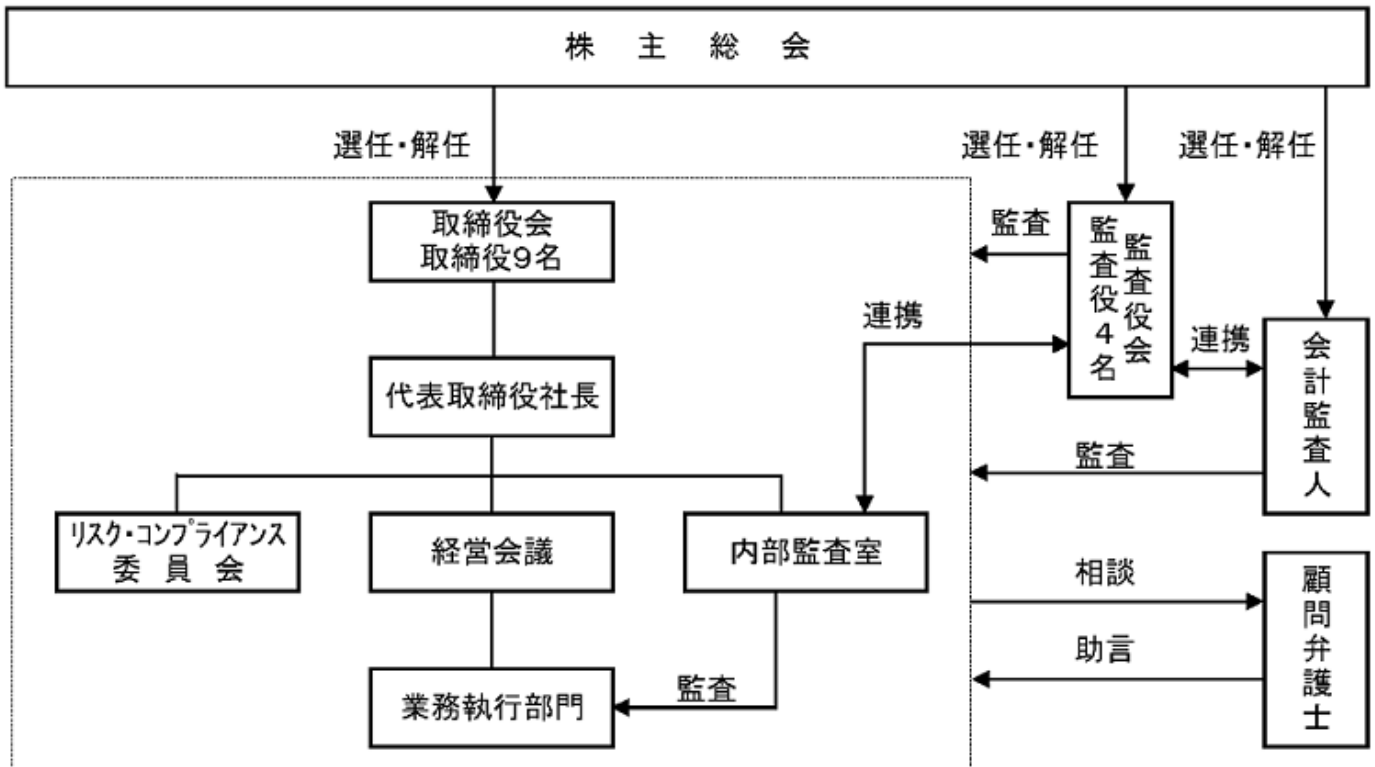 株主総会
選任・解任
選任・解任
選任・解任
取締役会
取締役9名
監査
監査役会
監査役4名
連携
連携
会計監査人
代表取締役社長
監査
リスク・コンプライアンス
委員会
経営会議
内部監査室
相談
顧問弁護士
助言
業務執行部門
監査